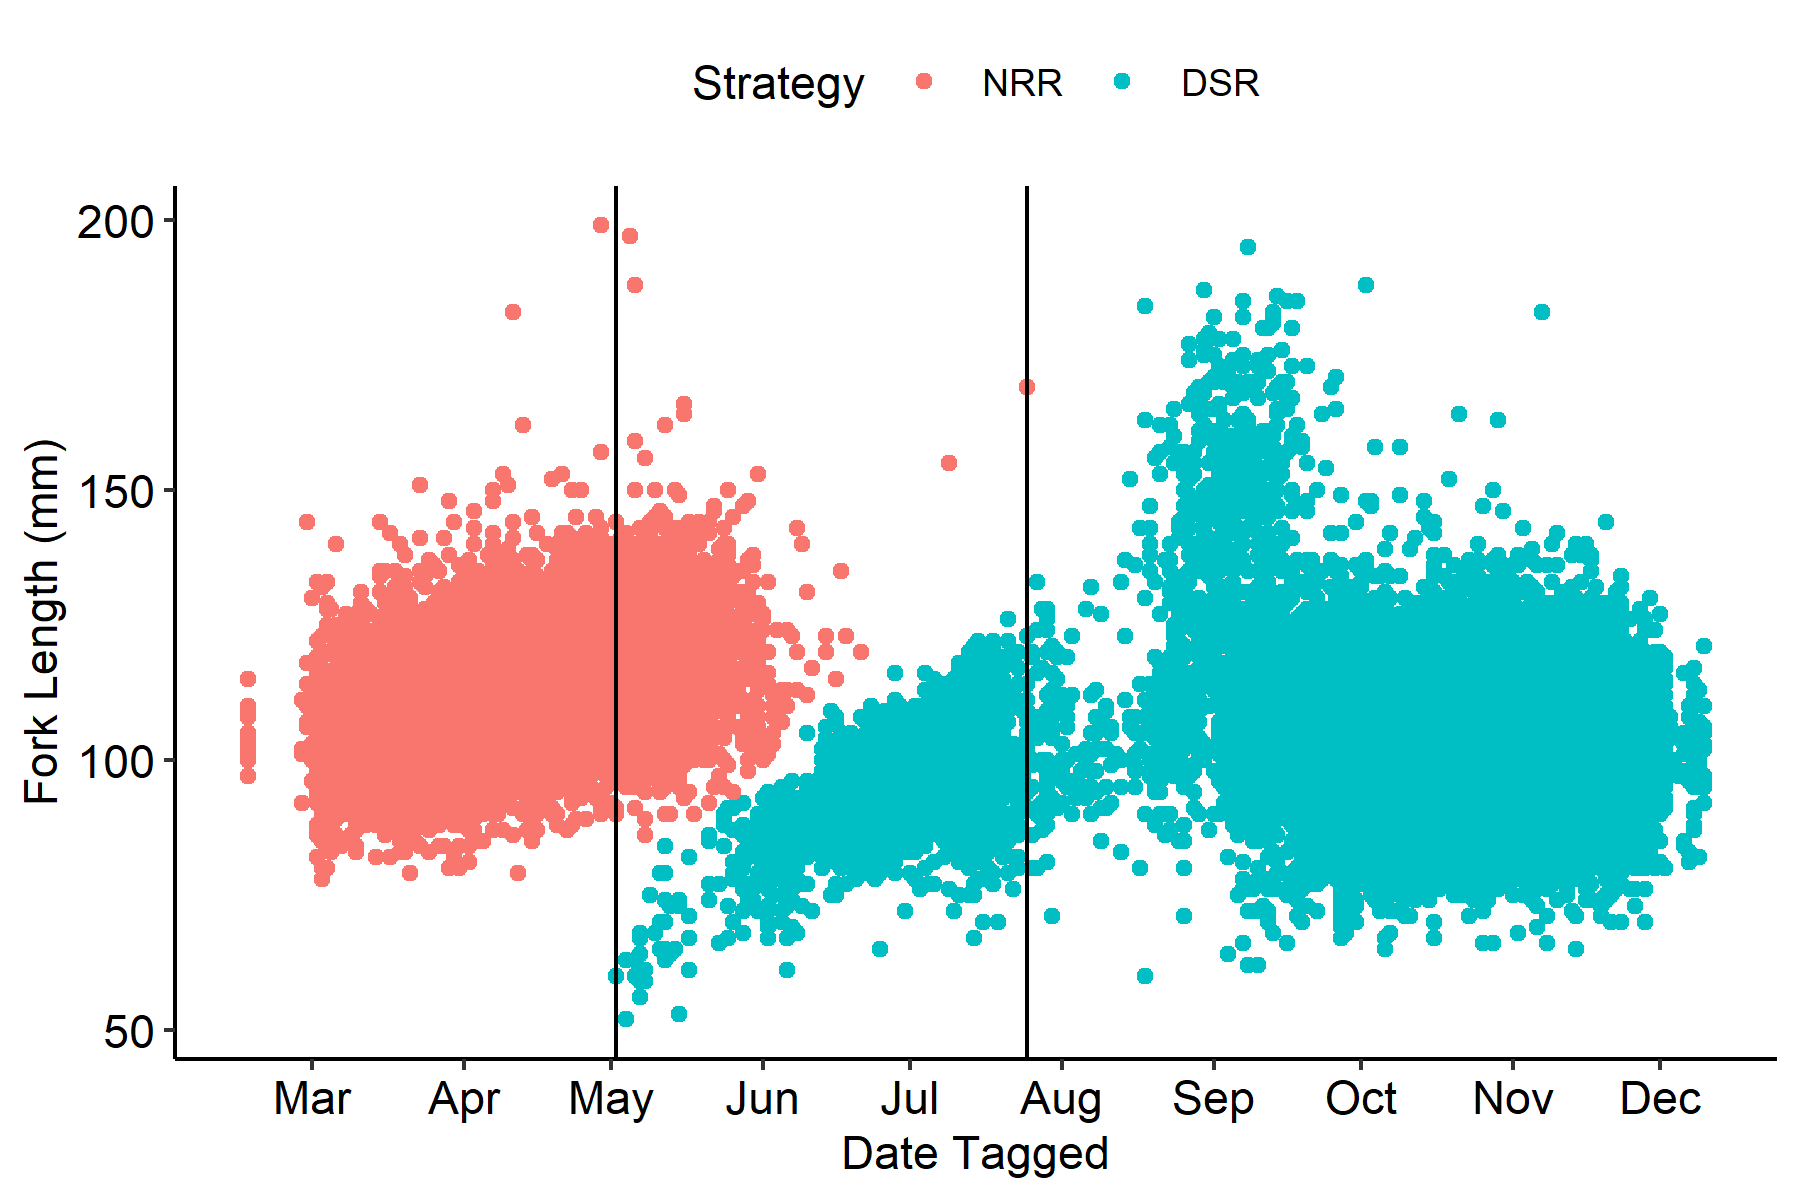 Strategy NRR DSR
200
150
100
50
Fork Length (mm)
Mar Apr May Jun Jul Aug Sep Oct Nov Dec
Date Tagged